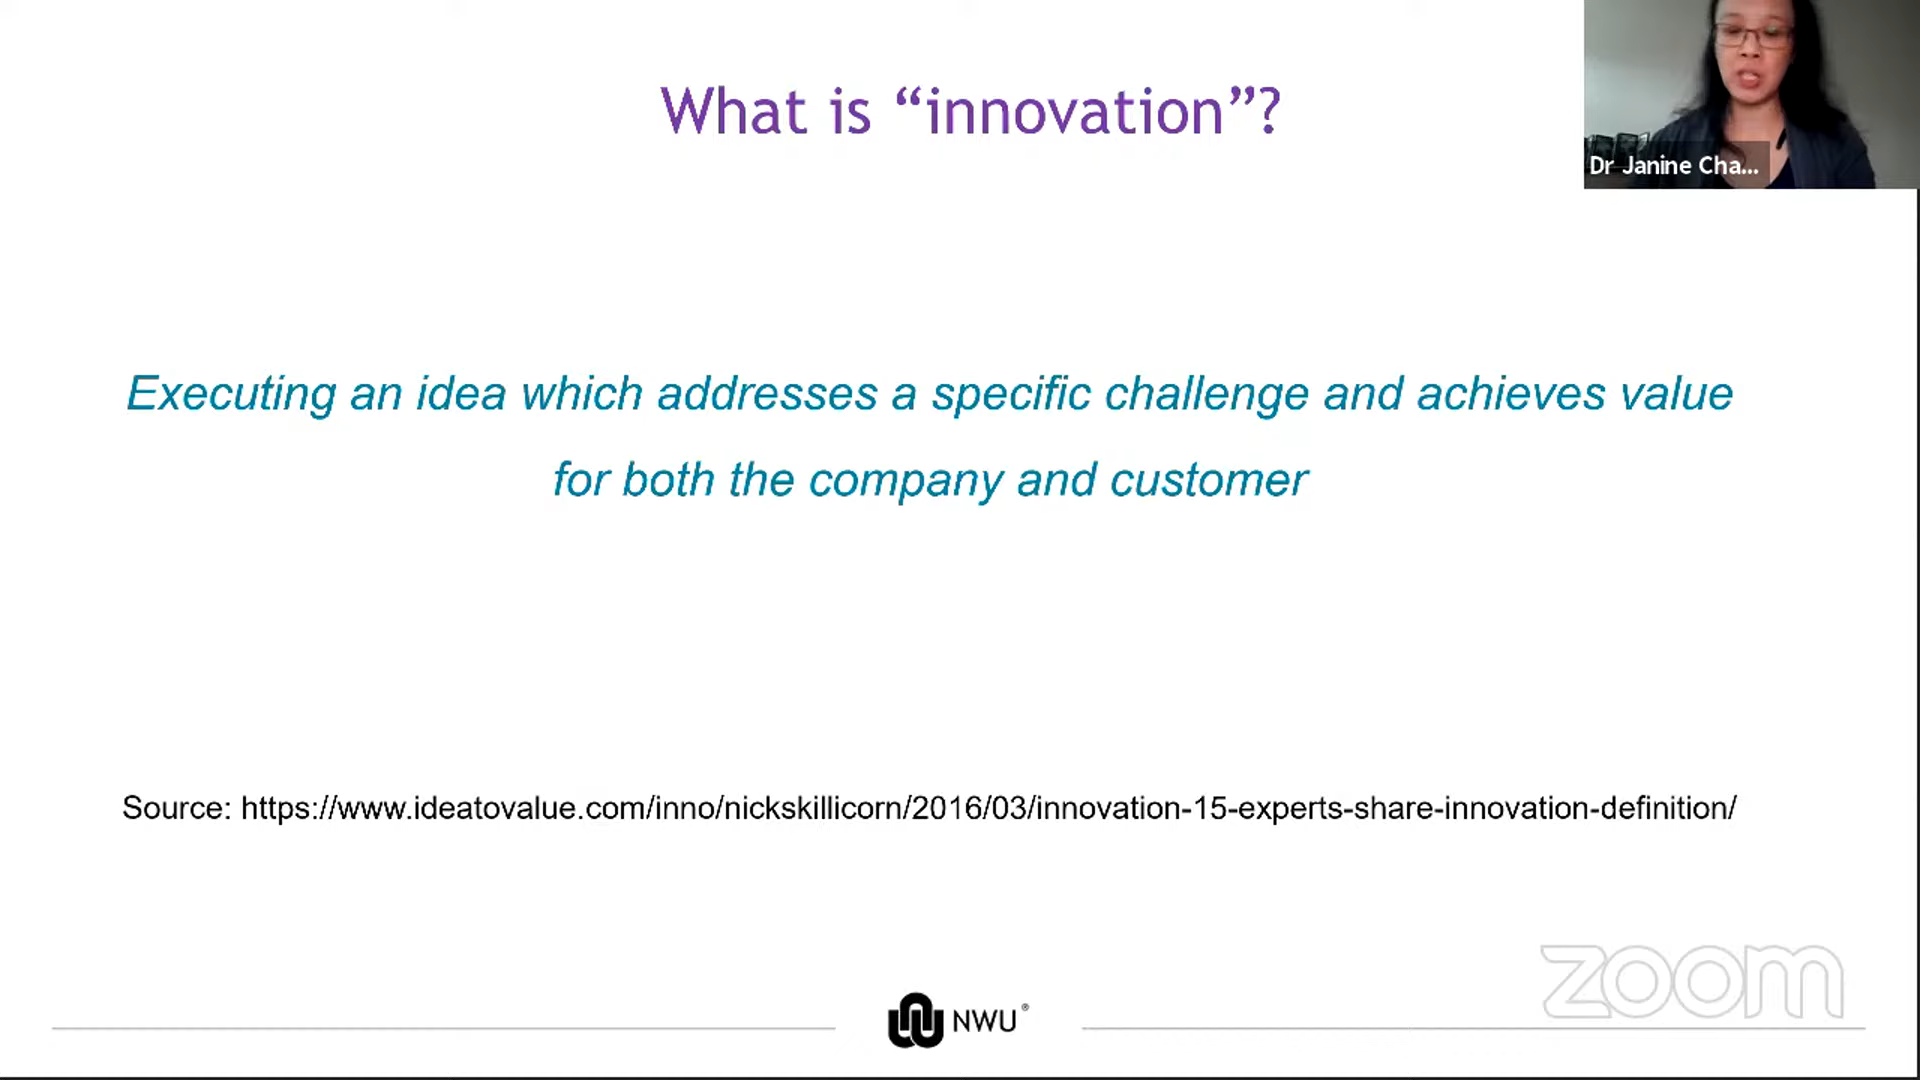 What is “innovation”?
Dr Janine Cha...
Executing an idea which addresses a specific challenge and achieves value
for both the company and customer
Source: https://www.ideatovalue.com/inno/nickskillicorn/2016/03/innovation-15-experts-share-innovation-definition/
zoom
NWU®